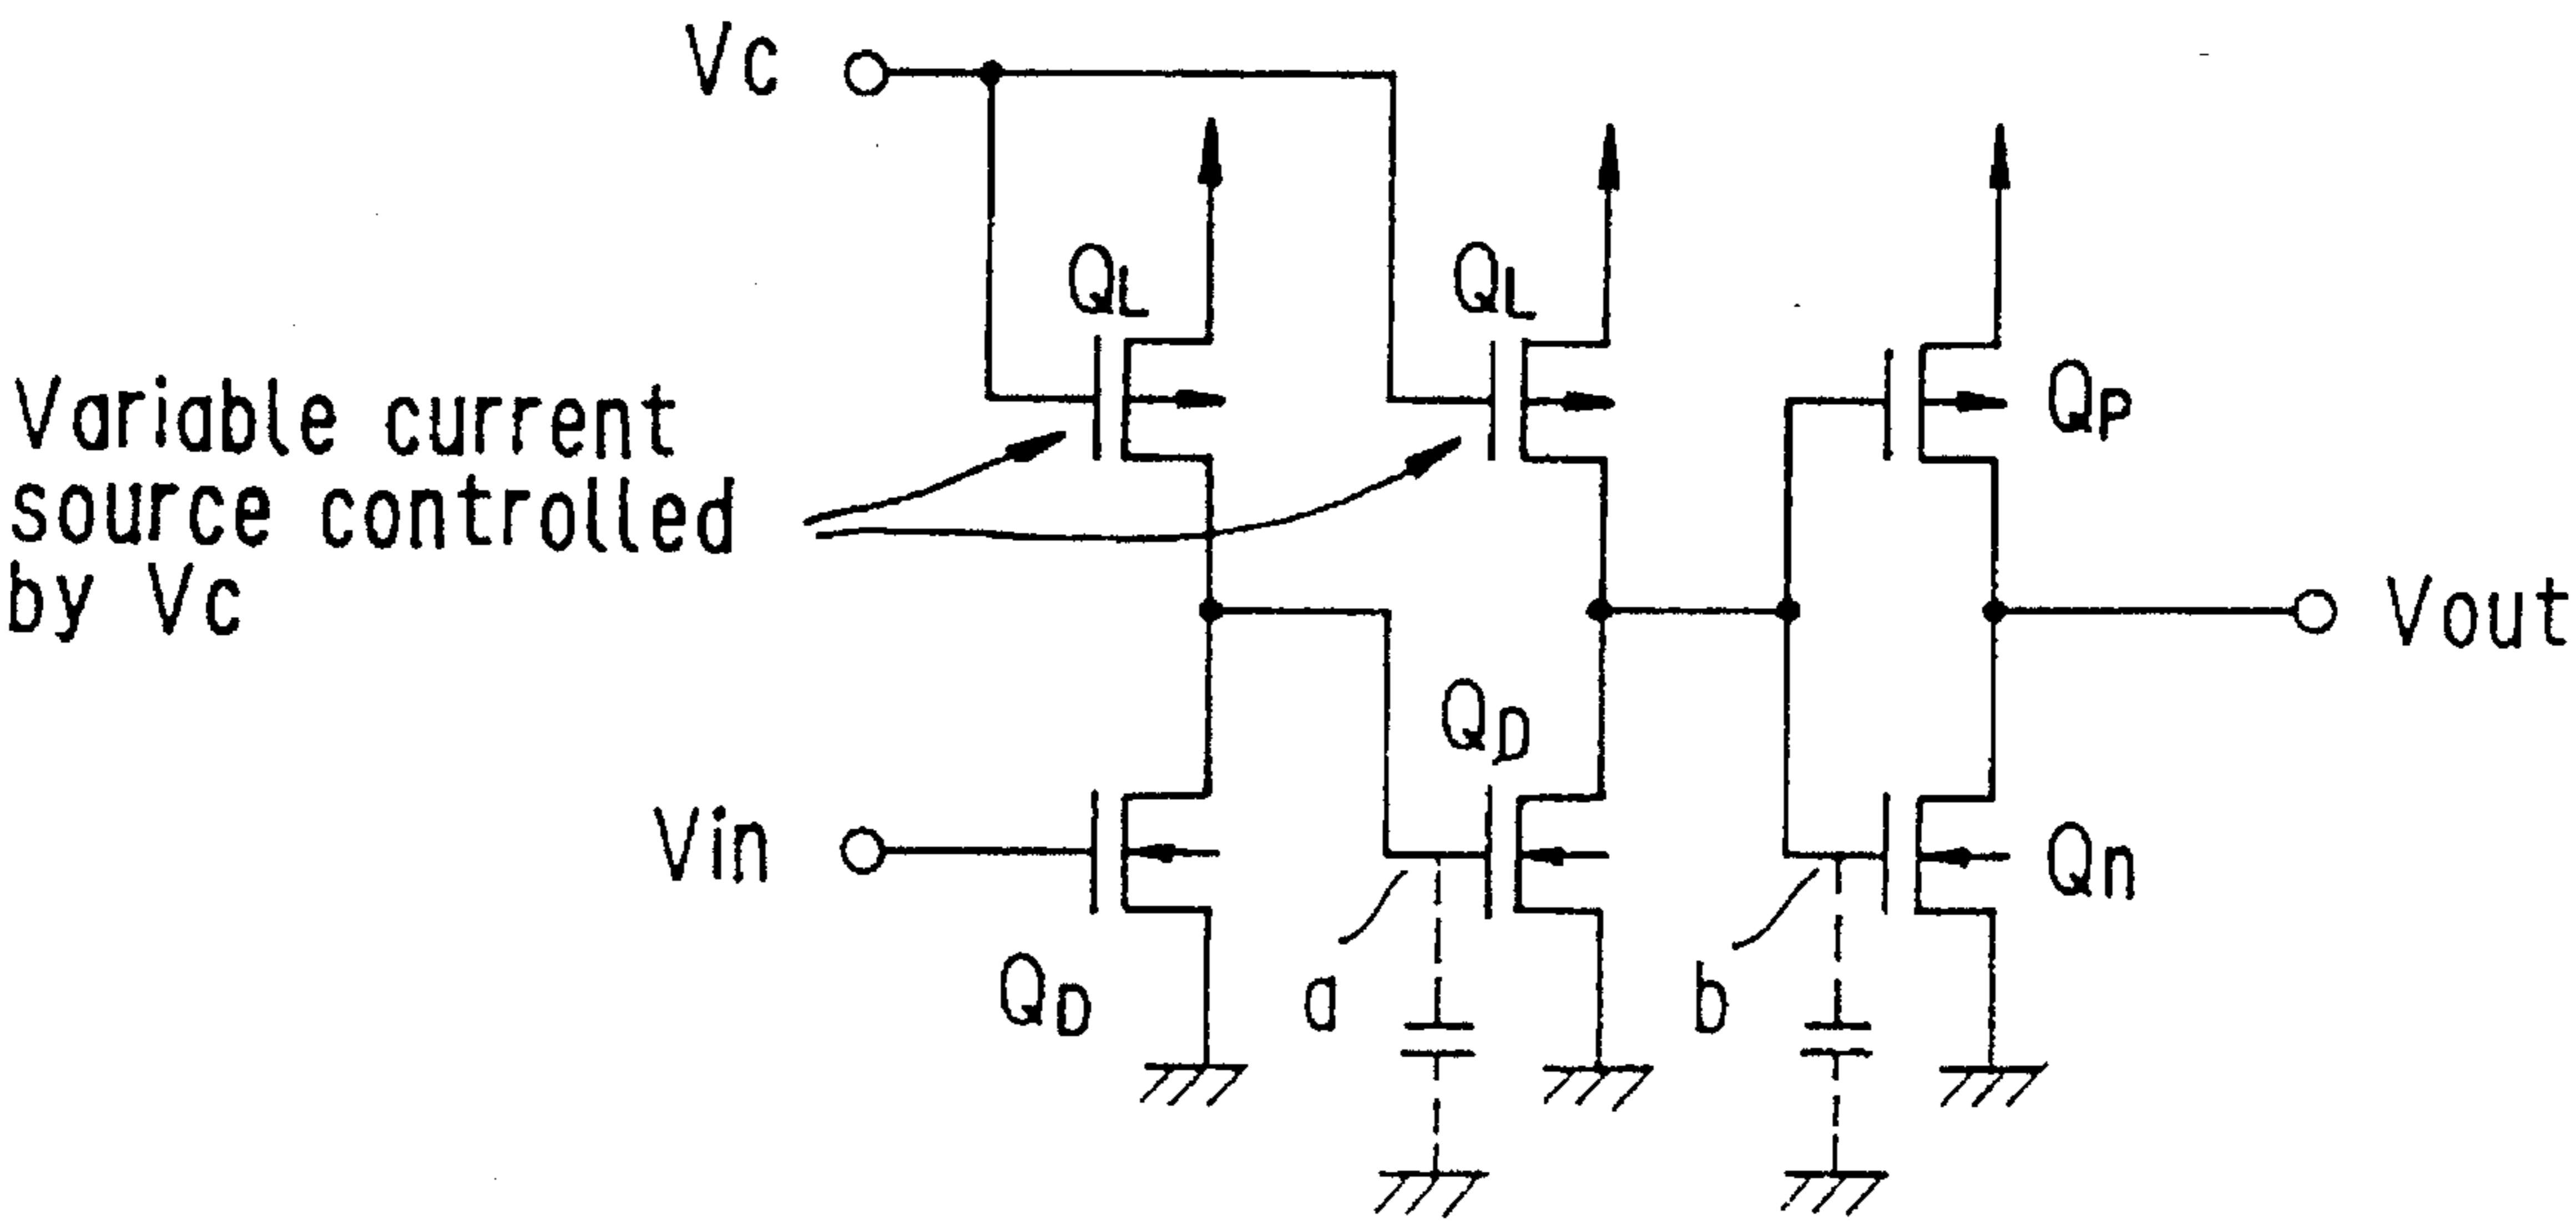 Vc
QL
QL
QP
Variable current
source controlled
by Vc
Vout
QD
Vin
Qn
QD
a
b